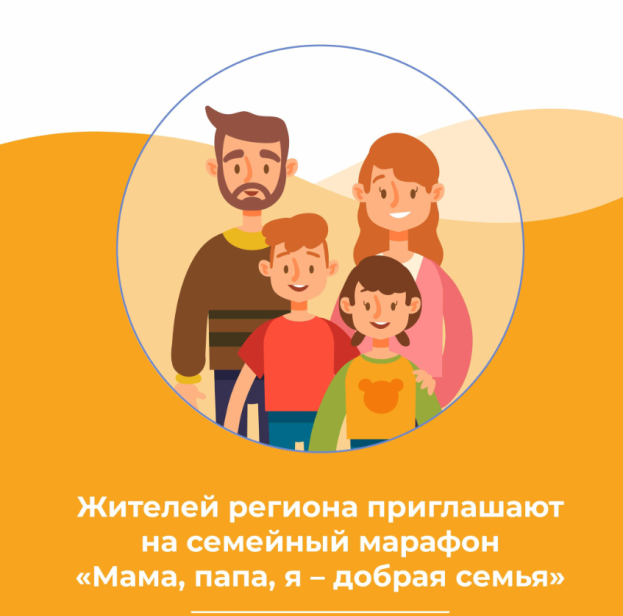 Жителей региона приглашают
на семейный марафон
«Мама, папа, я – добрая семья»